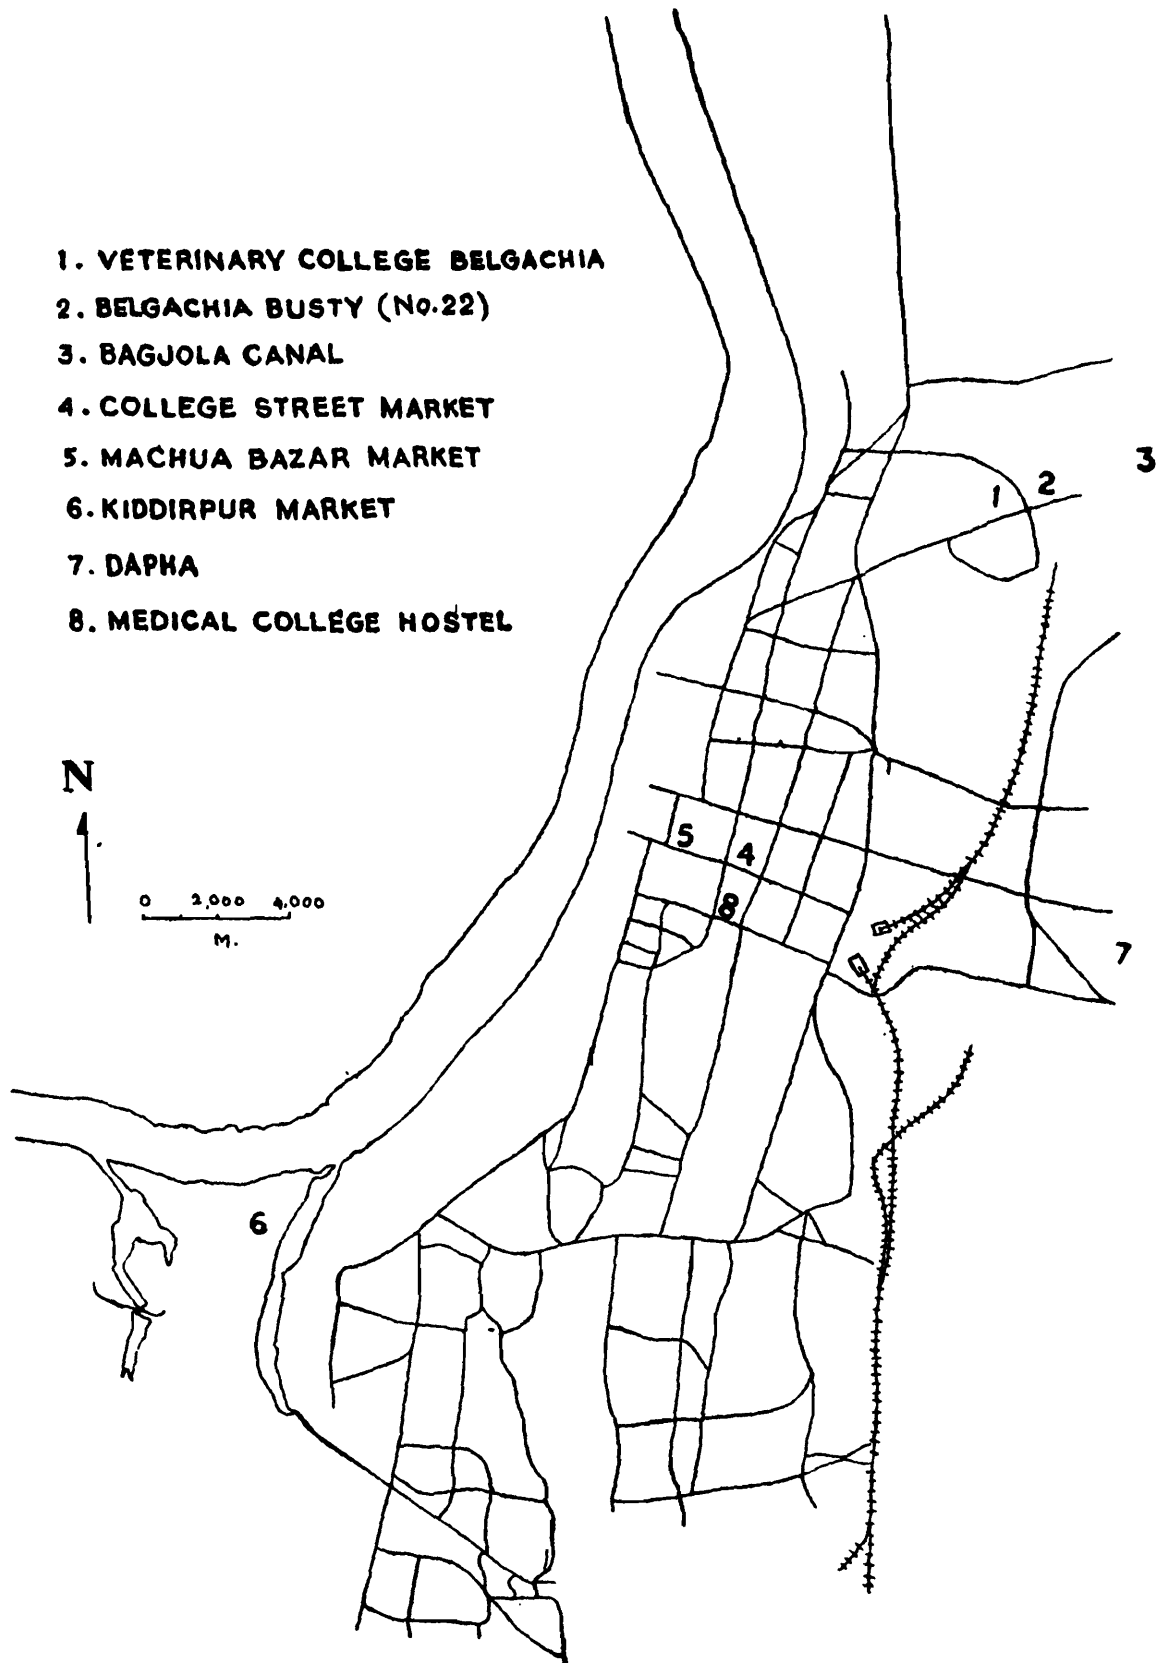 1. VETERINARY COLLEGE BELGACHIA
2. BELGACHIA BUSTY (No.22)
3. BAGJOLA CANAL
4. COLLEGE STREET MARKET
5. MACHUA BAZAR MARKET
6. KIDDIRPUR MARKET
7. DAPHA
8. MEDICAL COLLEGE HOSTEL
3
1 2
N
5
4
0 2,000 4,000
M.
8
7
6